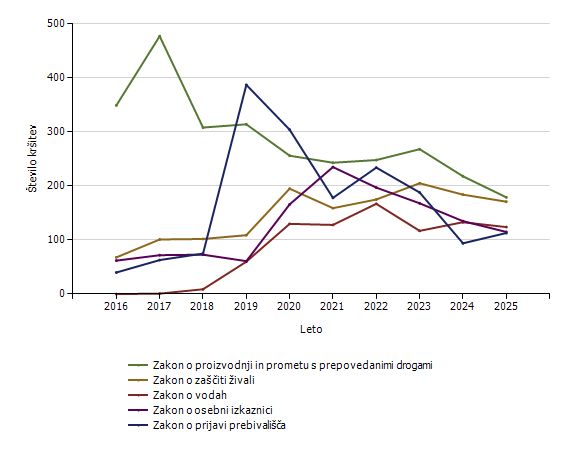 500
400
300
200
100
0
Število kršitev
2016 2017 2018 2019 2020 2021 2022 2023 2024 2025
Leto
Zakon o proizvodnji in prometu s prepovedanimi drogami
Zakon o zaščiti živali
Zakon o vodah
Zakon o osebni izkaznici
Zakon o prijavi prebivališča